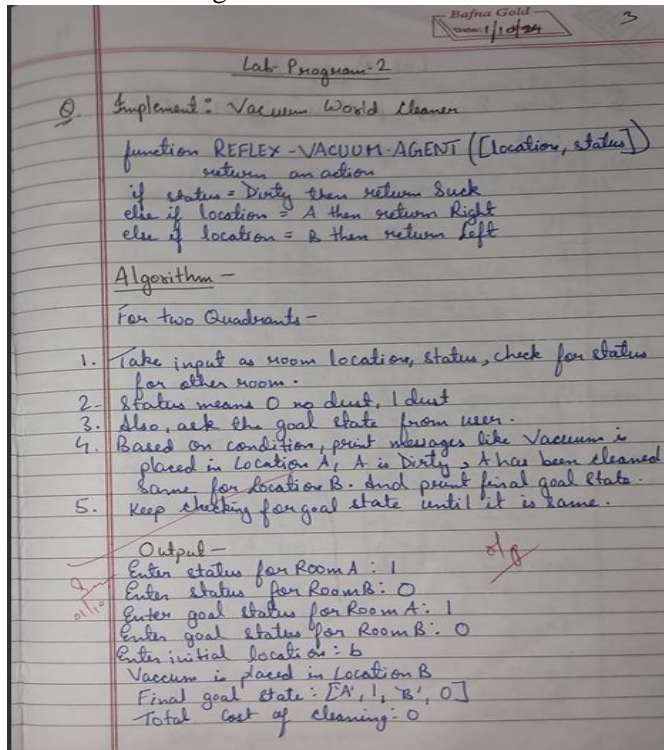 Bafna Gold
Date: 1/10/24
3
Lab Program-2
Q. Implement: Vacuum World Cleaner
function REFLEX-VACUUM-AGENT ([location, status])
return an action
if status = Dirty then return Suck
else if location = A then return Right
else if location = B then return Left
Algorithm -
For two Quadrants -
1. Take input as room location, status, check for status
for other room.
2- Status means 0 no dust, 1 dust
3. Also, ask the goal state from user.
4. Based on condition, print messages like Vacuum is
placed in Location A, A is Dirty, A has been cleaned
Same for Location B. And print final goal state.
5. Keep checking for goal state until it is same.
Output -
o/p
Enter status for Room A: 1
Enter status for Room B: 0
01/10
Enter goal status for Room A: 1
Enter goal status for Room B: 0
Enter initial location: b
Vaccum is placed in Location B
Final goal state: ['A', 1, 'B', 0]
Total cost of cleaning: 0